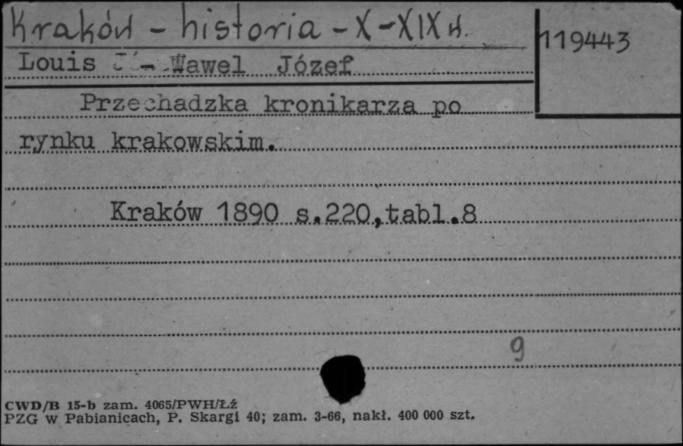 Kraków - historia - X-XIX w.
119443
Louis - Wawel Józef
Przechadzka kronikarza po
rynku krakowskim.
Kraków 1890 s.220,tabl.8
9
CWD/B 15-b zam. 4065/PWH/Łź
PZG w Pabianicach, P. Skargi 40; zam. 3-66, nakł. 400 000 szt.